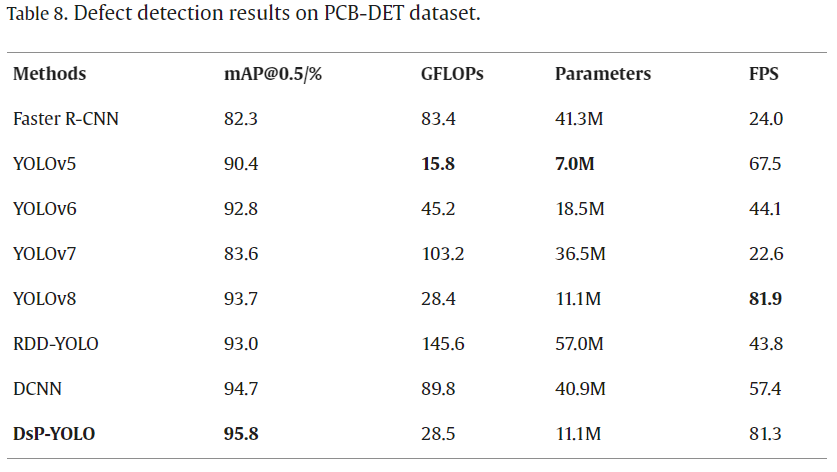 Table 8. Defect detection results on PCB-DET dataset.
Methods mAP@0.5/% GFLOPs Parameters FPS
Faster R-CNN 82.3 83.4 41.3M 24.0
YOLOv5 90.4 15.8 7.0M 67.5
YOLOv6 92.8 45.2 18.5M 44.1
YOLOv7 83.6 103.2 36.5M 22.6
YOLOv8 93.7 28.4 11.1M 81.9
RDD-YOLO 93.0 145.6 57.0M 43.8
DCNN 94.7 89.8 40.9M 57.4
DsP-YOLO 95.8 28.5 11.1M 81.3